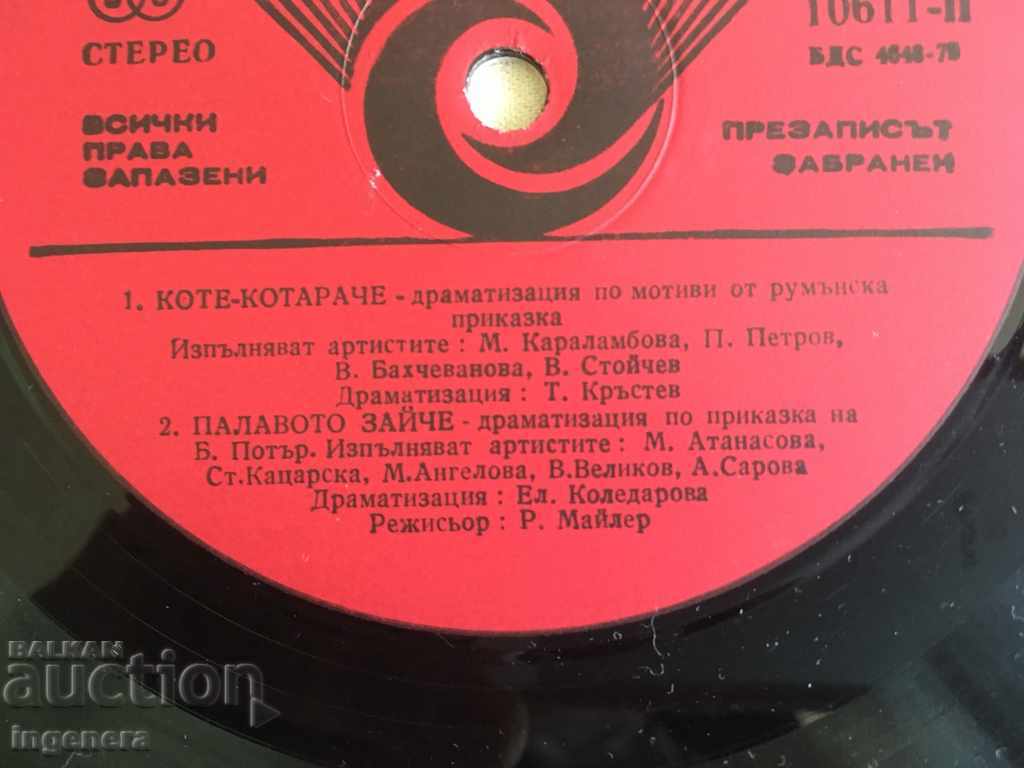 СТЕРЕО
10611-П
БДС 4648-79
ВСИЧКИ
ПРАВА
ЗАПАЗЕНИ
ПРЕЗАПИСЪТ
ЗАБРАНЕН
1. КОТЕ-КОТАРАЧЕ - драматизация по мотиви от румънска
приказка
Изпълняват артистите : М. Караламбова, П. Петров,
В. Бахчеванова, В. Стойчев
Драматизация : Т. Кръстев
2. ПАЛАВОТО ЗАЙЧЕ - драматизация по приказка на
Б. Потър. Изпълняват артистите : М. Атанасова,
Ст. Кацарска, М. Ангелова, В. Великов, А. Сарова
Драматизация : Ел. Коледарова
Режисьор : Р. Майлер
BALKAN
auction
ingenera